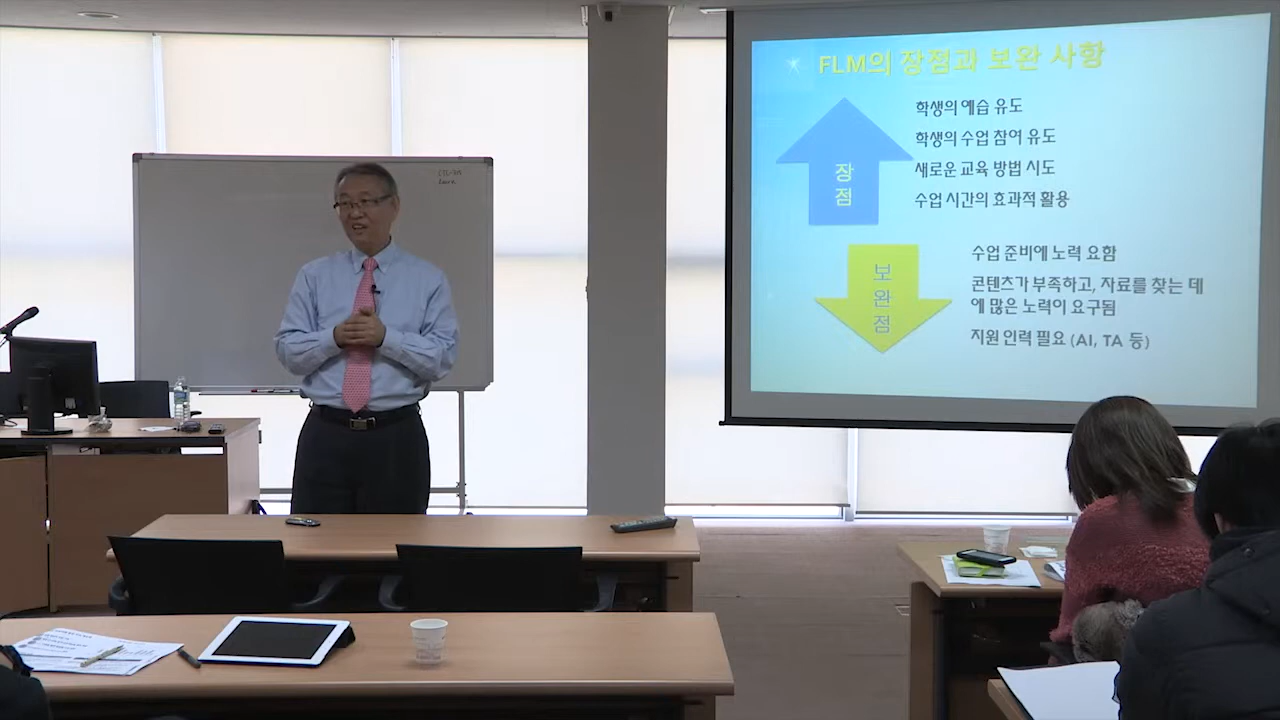 FLM의 장점과 보완 사항
장
점
학생의 예습 유도
학생의 수업 참여 유도
새로운 교육 방법 시도
수업 시간의 효과적 활용
보
완
점
수업 준비에 노력 요함
콘텐츠가 부족하고, 자료를 찾는 데
에 많은 노력이 요구됨
지원 인력 필요 (AI, TA 등)